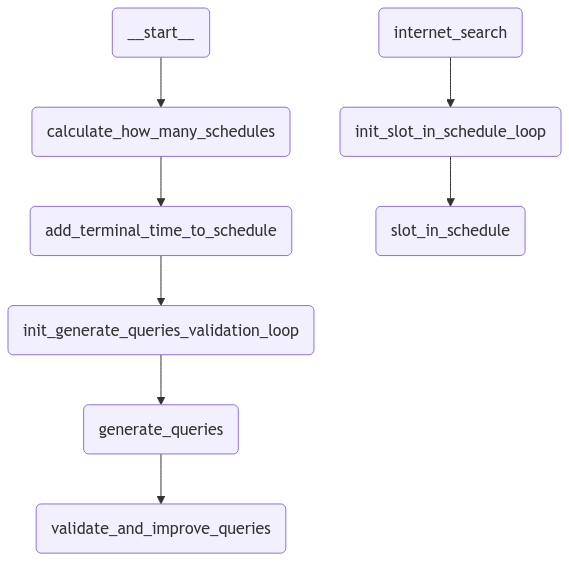 __start__
calculate_how_many_schedules
add_terminal_time_to_schedule
init_generate_queries_validation_loop
generate_queries
validate_and_improve_queries
internet_search
init_slot_in_schedule_loop
slot_in_schedule